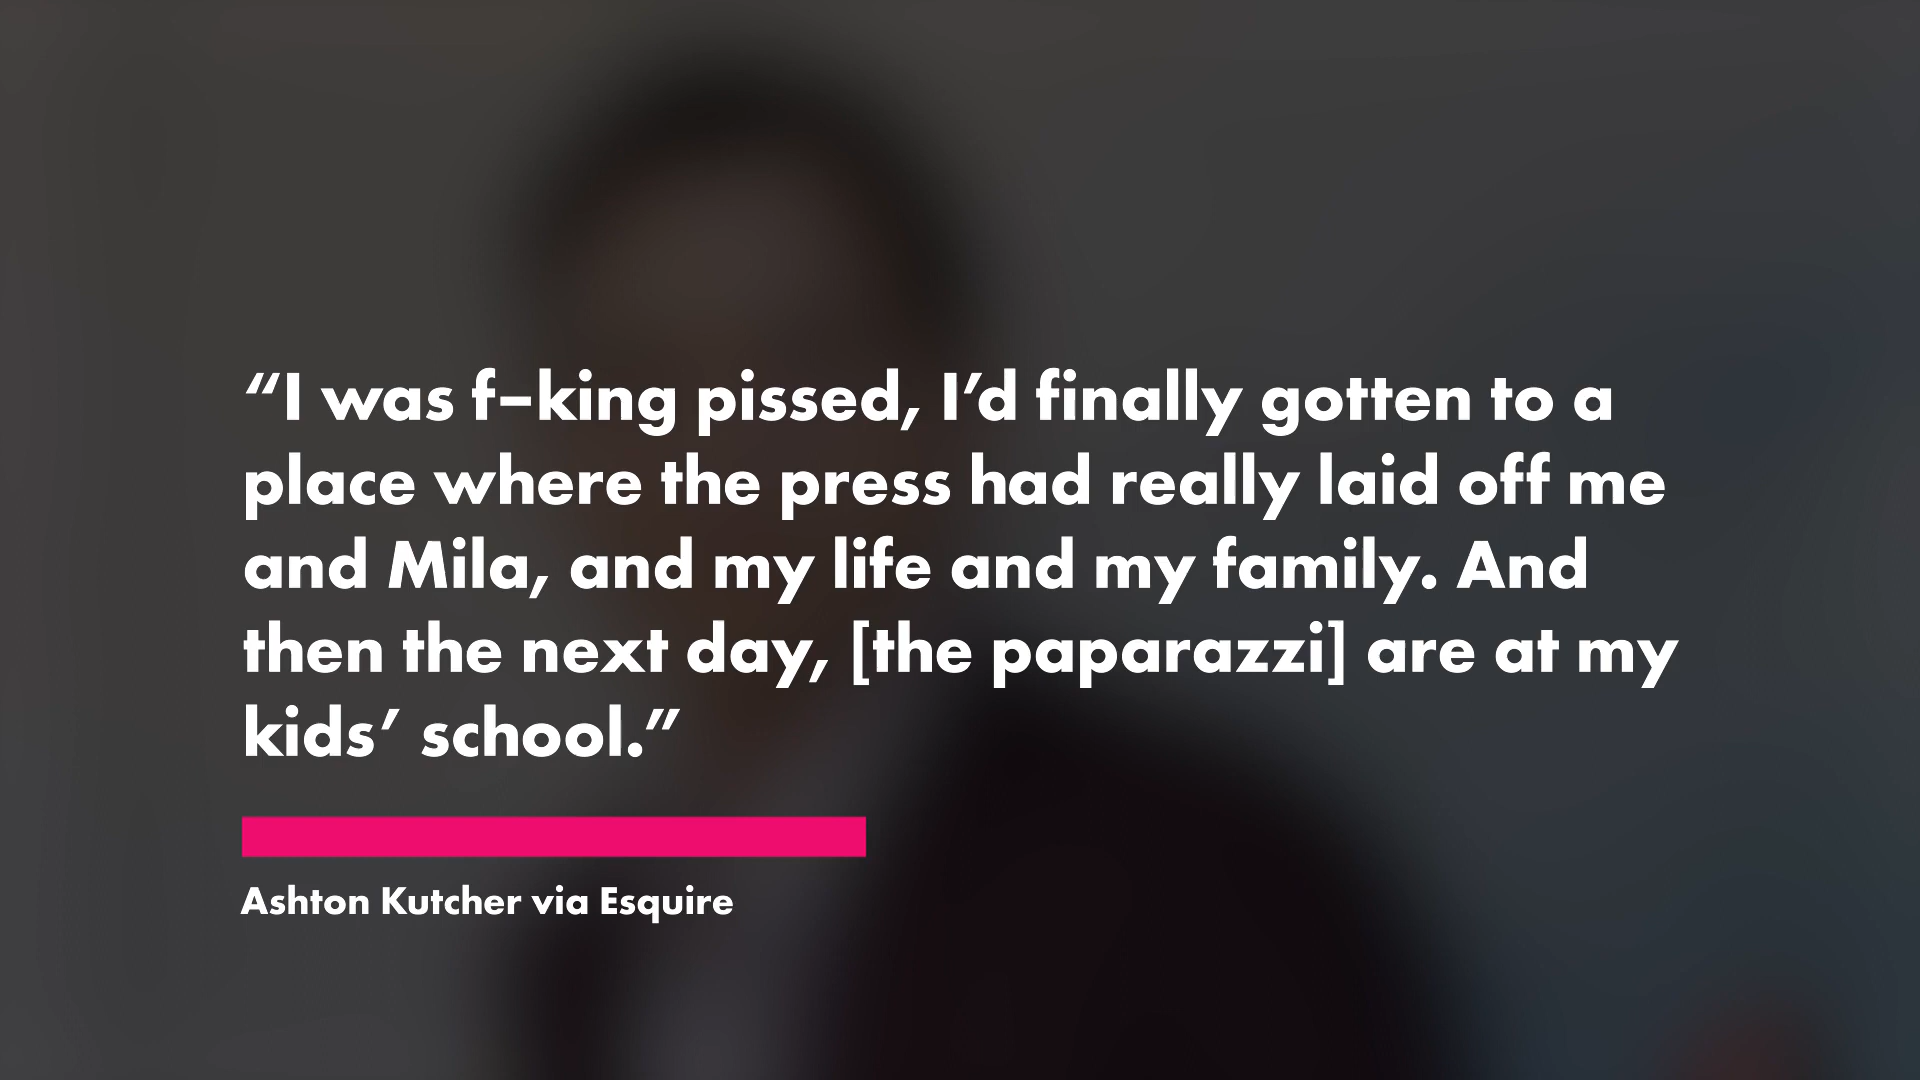 “I was f–king pissed, I’d finally gotten to a
place where the press had really laid off me
and Mila, and my life and my family. And
then the next day, [the paparazzi] are at my
kids’ school.”
Ashton Kutcher via Esquire